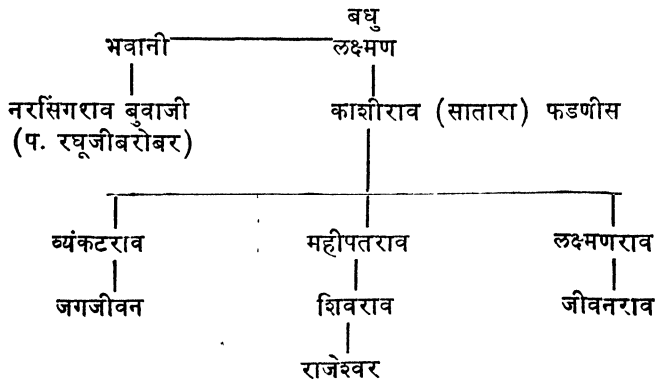 बधु
भवानी लक्ष्मण
नरसिंगराव बुवाजी काशीराव (सातारा) फडणीस
(प. रघूजीबरोबर)
व्यंकटराव महीपतराव लक्ष्मणराव
जगजीवन शिवराव जीवनराव
राजेश्वर